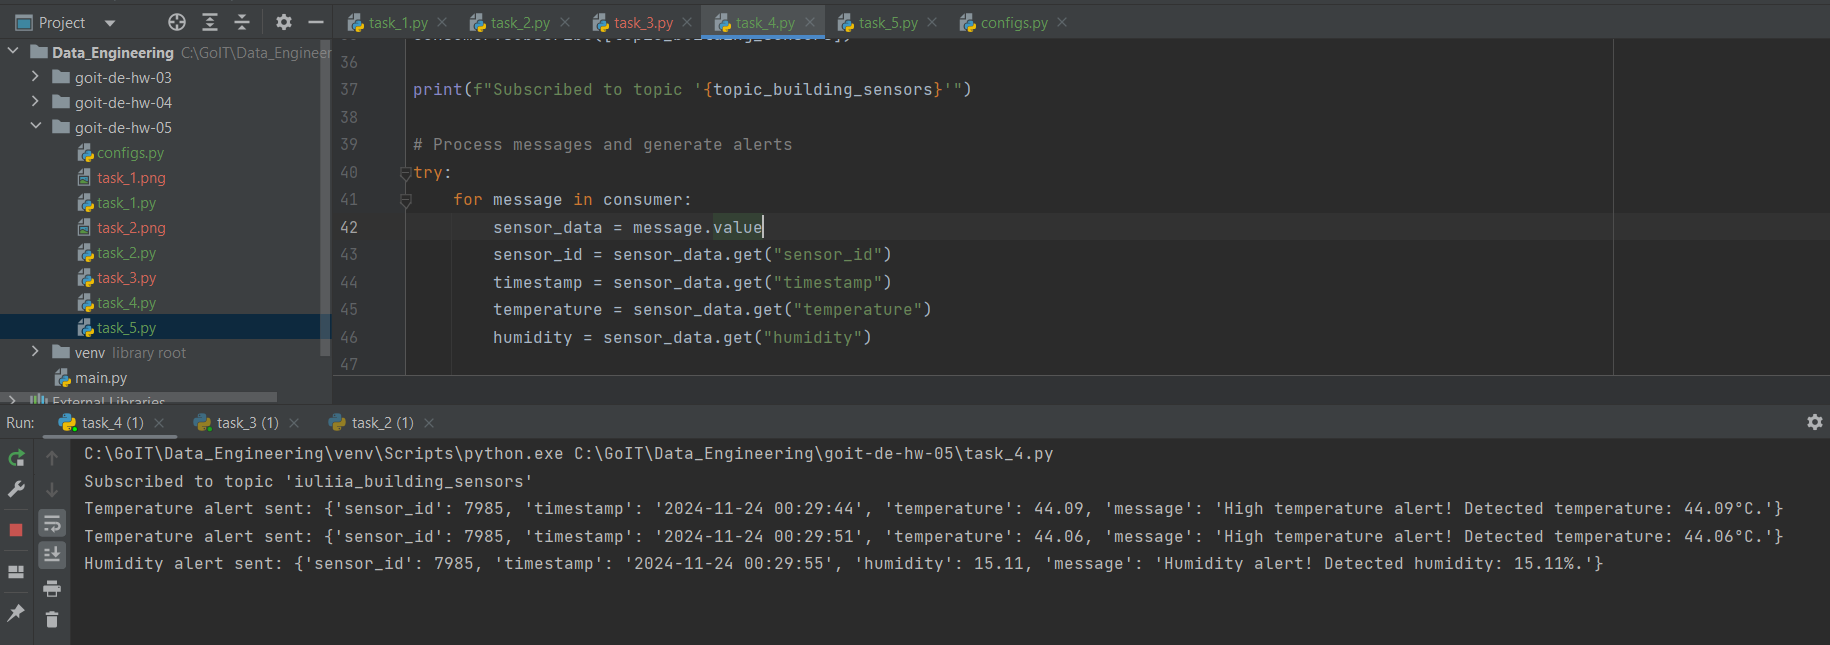 Project
task_1.py
task_2.py
task_3.py
task_4.py
task_5.py
configs.py
Data_Engineering C:\GoIT\Data_Engineer
goit-de-hw-03
goit-de-hw-04
goit-de-hw-05
configs.py
task_1.png
task_1.py
task_2.png
task_2.py
task_3.py
task_4.py
task_5.py
venv library root
main.py
External Libraries
36
37 print(f"Subscribed to topic '{topic_building_sensors}'")
38
39 # Process messages and generate alerts
40 try:
41 for message in consumer:
42 sensor_data = message.value
43 sensor_id = sensor_data.get("sensor_id")
44 timestamp = sensor_data.get("timestamp")
45 temperature = sensor_data.get("temperature")
46 humidity = sensor_data.get("humidity")
47
Run: task_4 (1) task_3 (1) task_2 (1)
C:\GoIT\Data_Engineering\venv\Scripts\python.exe C:\GoIT\Data_Engineering\goit-de-hw-05\task_4.py
Subscribed to topic 'iuliia_building_sensors'
Temperature alert sent: {'sensor_id': 7985, 'timestamp': '2024-11-24 00:29:44', 'temperature': 44.09, 'message': 'High temperature alert! Detected temperature: 44.09°C.'}
Temperature alert sent: {'sensor_id': 7985, 'timestamp': '2024-11-24 00:29:51', 'temperature': 44.06, 'message': 'High temperature alert! Detected temperature: 44.06°C.'}
Humidity alert sent: {'sensor_id': 7985, 'timestamp': '2024-11-24 00:29:55', 'humidity': 15.11, 'message': 'Humidity alert! Detected humidity: 15.11%.'}